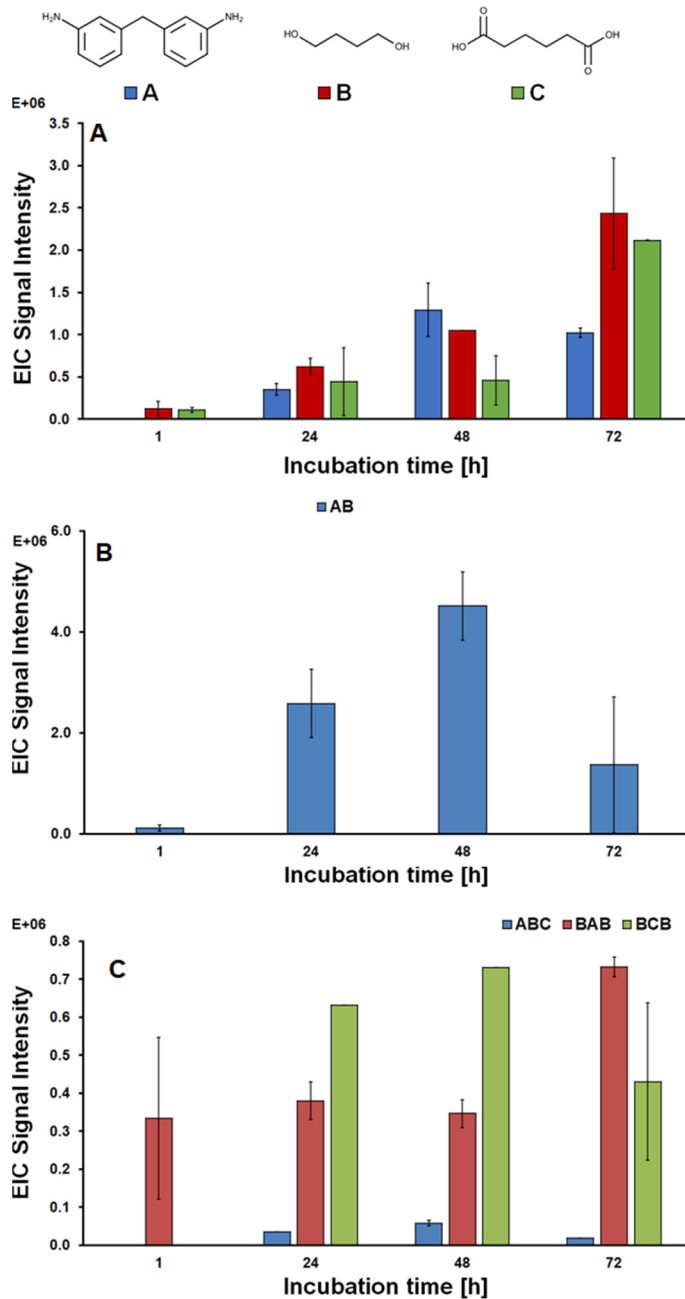 H₂N NH₂ HO OH HO O O OH
A B C
E+06
A
3.5
3.0
2.5
2.0
1.5
1.0
0.5
0.0
EIC Signal Intensity
1 24 48 72
Incubation time [h]
AB
E+06
B
6.0
4.0
2.0
0.0
EIC Signal Intensity
1 24 48 72
Incubation time [h]
E+06
ABC BAB BCB
C
0.8
0.7
0.6
0.5
0.4
0.3
0.2
0.1
0.0
EIC Signal Intensity
1 24 48 72
Incubation time [h]